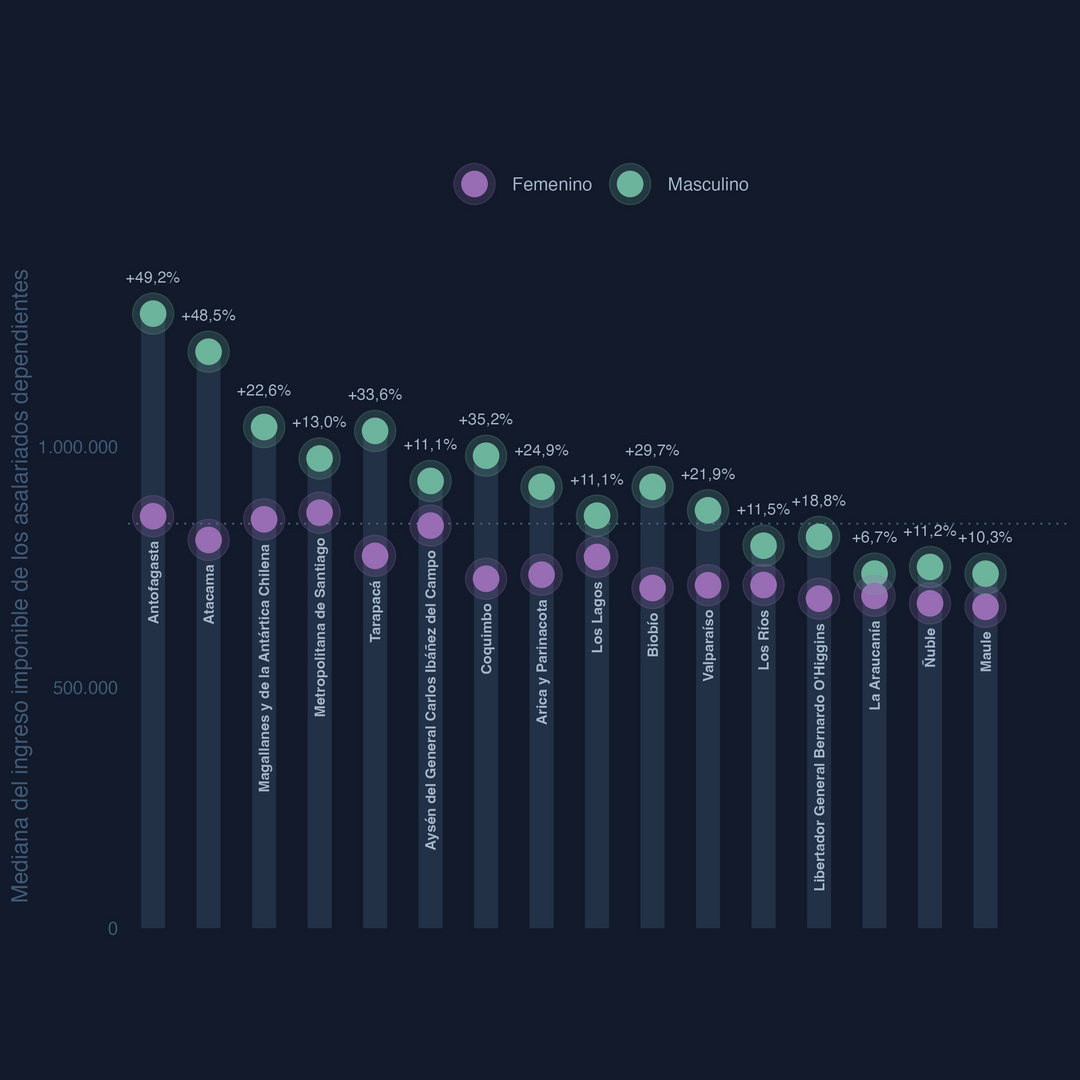 Femenino
Masculino
Mediana del ingreso imponible de los asalariados dependientes
1.000.000
500.000
0
+49,2%
+48,5%
+22,6%
+13,0%
+33,6%
+11,1%
+35,2%
+24,9%
+11,1%
+29,7%
+21,9%
+11,5%
+18,8%
+6,7%
+11,2%
+10,3%
Antofagasta
Atacama
Magallanes y de la Antártica Chilena
Metropolitana de Santiago
Tarapacá
Aysén del General Carlos Ibáñez del Campo
Coquimbo
Arica y Parinacota
Los Lagos
Biobío
Valparaíso
Los Ríos
Libertador General Bernardo O'Higgins
La Araucanía
Ñuble
Maule